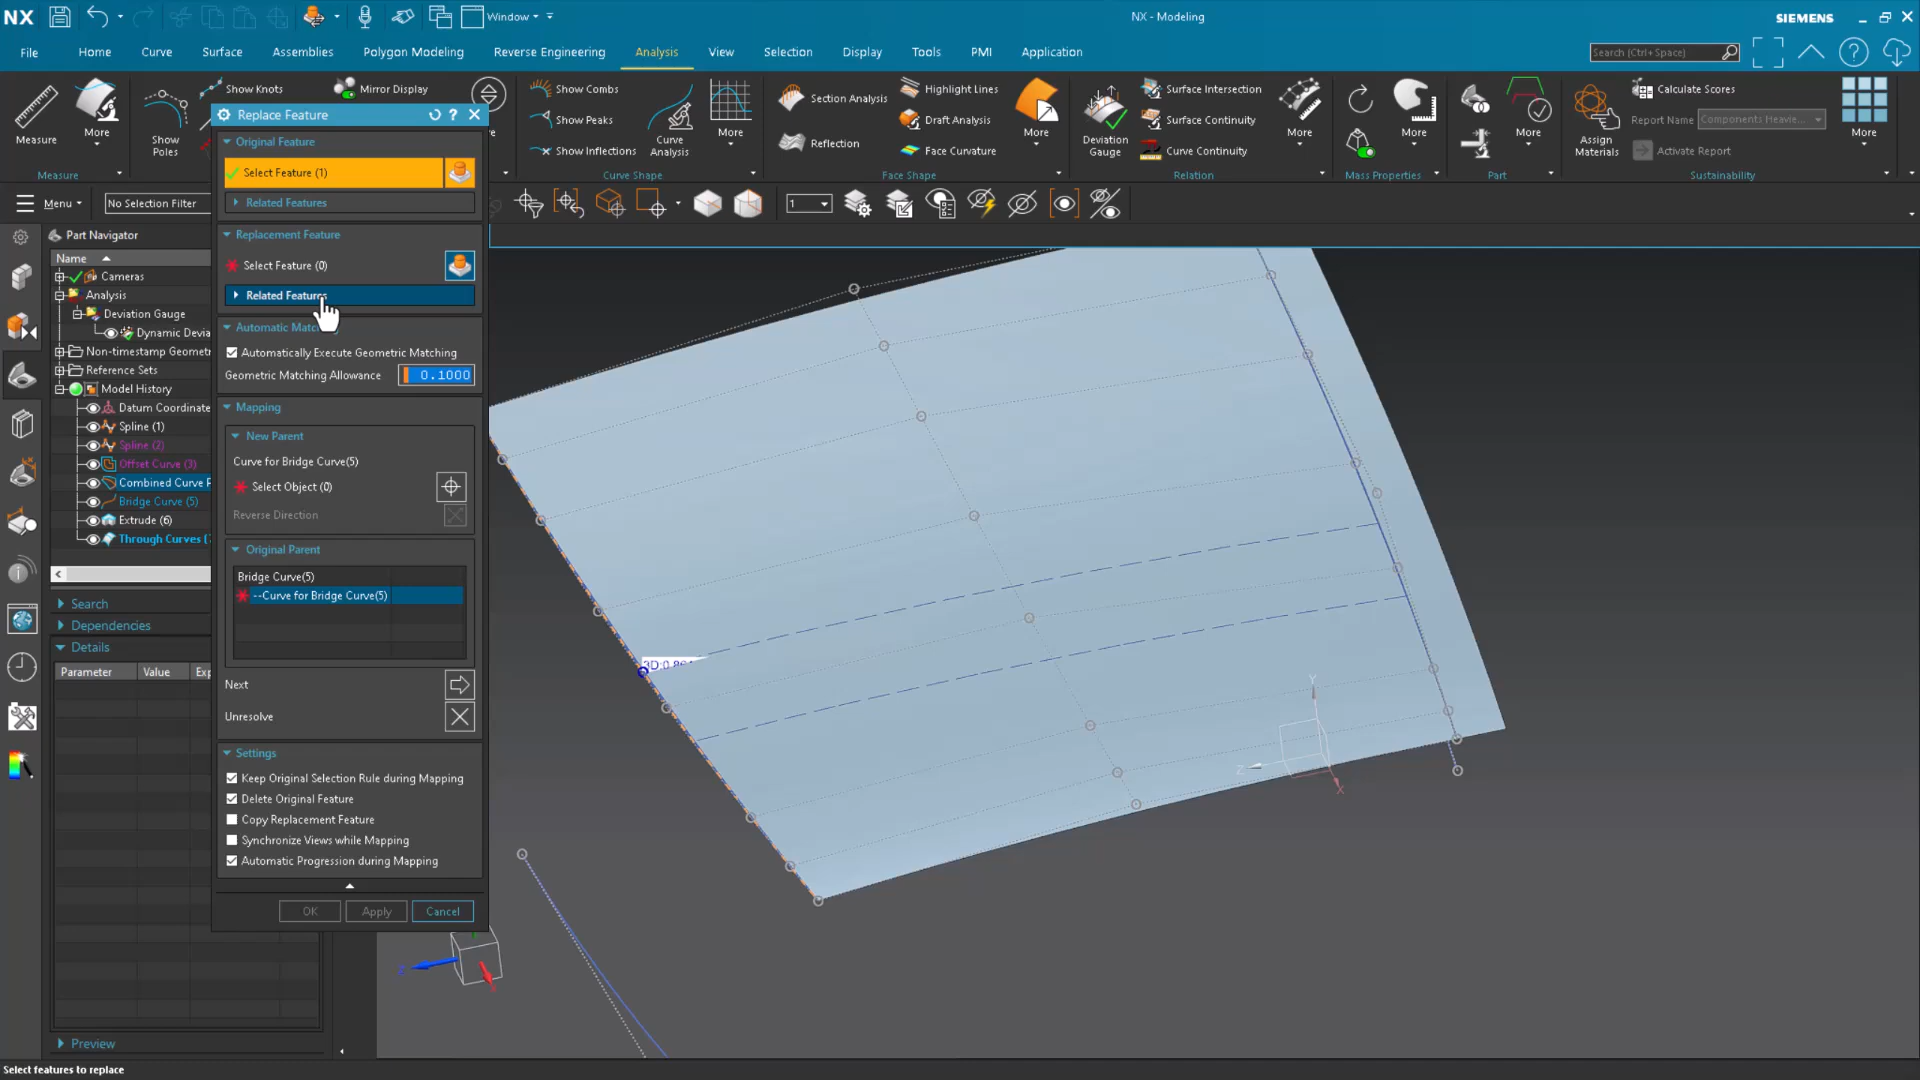 NX
Window
NX - Modeling
SIEMENS
File
Home
Curve
Surface
Assemblies
Polygon Modeling
Reverse Engineering
Analysis
View
Selection
Display
Tools
PMI
Application
Search (Ctrl+Space)
Measure
More
Show Poles
Show Knots
Mirror Display
Show Combs
Show Peaks
Show Inflections
Curve Analysis
More
Section Analysis
Reflection
Highlight Lines
Draft Analysis
Face Curvature
More
Deviation Gauge
Surface Intersection
Surface Continuity
Curve Continuity
More
More
More
Assign Materials
Calculate Scores
Report Name
Components Heavie...
Activate Report
More
Measure
Curve Shape
Face Shape
Relation
Mass Properties
Part
Sustainability
Menu
No Selection Filter
1
Part Navigator
Name
Cameras
Analysis
Deviation Gauge
Dynamic Devia
Non-timestamp Geometr
Reference Sets
Model History
Datum Coordinate
Spline (1)
Spline (2)
Offset Curve (3)
Combined Curve P
Bridge Curve (5)
Extrude (6)
Through Curves (7
Search
Dependencies
Details
Parameter
Value
Exp
Preview
Replace Feature
Original Feature
Select Feature (1)
Related Features
Replacement Feature
Select Feature (0)
Related Features
Automatic Matc
Automatically Execute Geometric Matching
Geometric Matching Allowance
0.1000
Mapping
New Parent
Curve for Bridge Curve(5)
Select Object (0)
Reverse Direction
Original Parent
Bridge Curve(5)
--Curve for Bridge Curve(5)
Next
Unresolve
Settings
Keep Original Selection Rule during Mapping
Delete Original Feature
Copy Replacement Feature
Synchronize Views while Mapping
Automatic Progression during Mapping
OK
Apply
Cancel
Y
Z
X
Z
Select features to replace